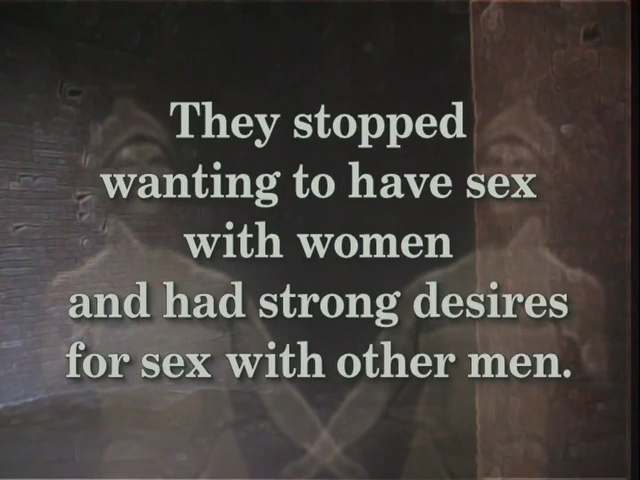 They stopped
wanting to have sex
with women
and had strong desires
for sex with other men.